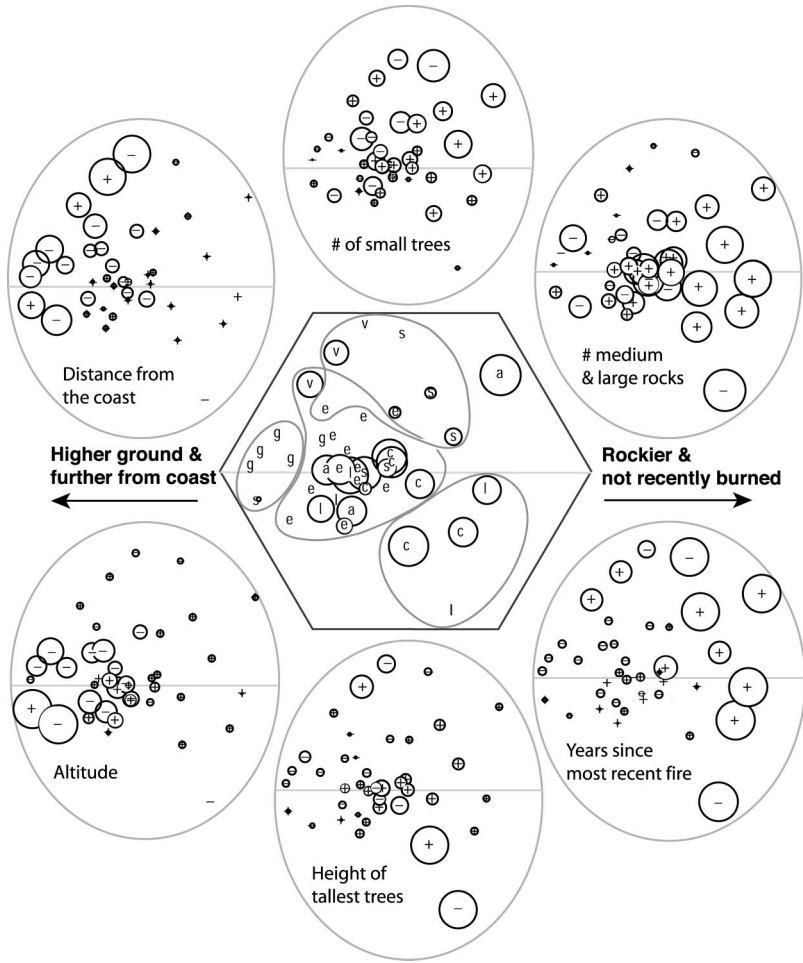 # of small trees
Distance from
the coast
# medium
& large rocks
Higher ground &
further from coast
Rockier &
not recently burned
v
s
v
v
a
e
s
e
s
g
g
e
g
e
g
g
a
e
e
e
s
s
c
c
e
c
c
e
l
s
e
e
l
a
e
c
c
l
l
Altitude
Years since
most recent fire
Height of
tallest trees